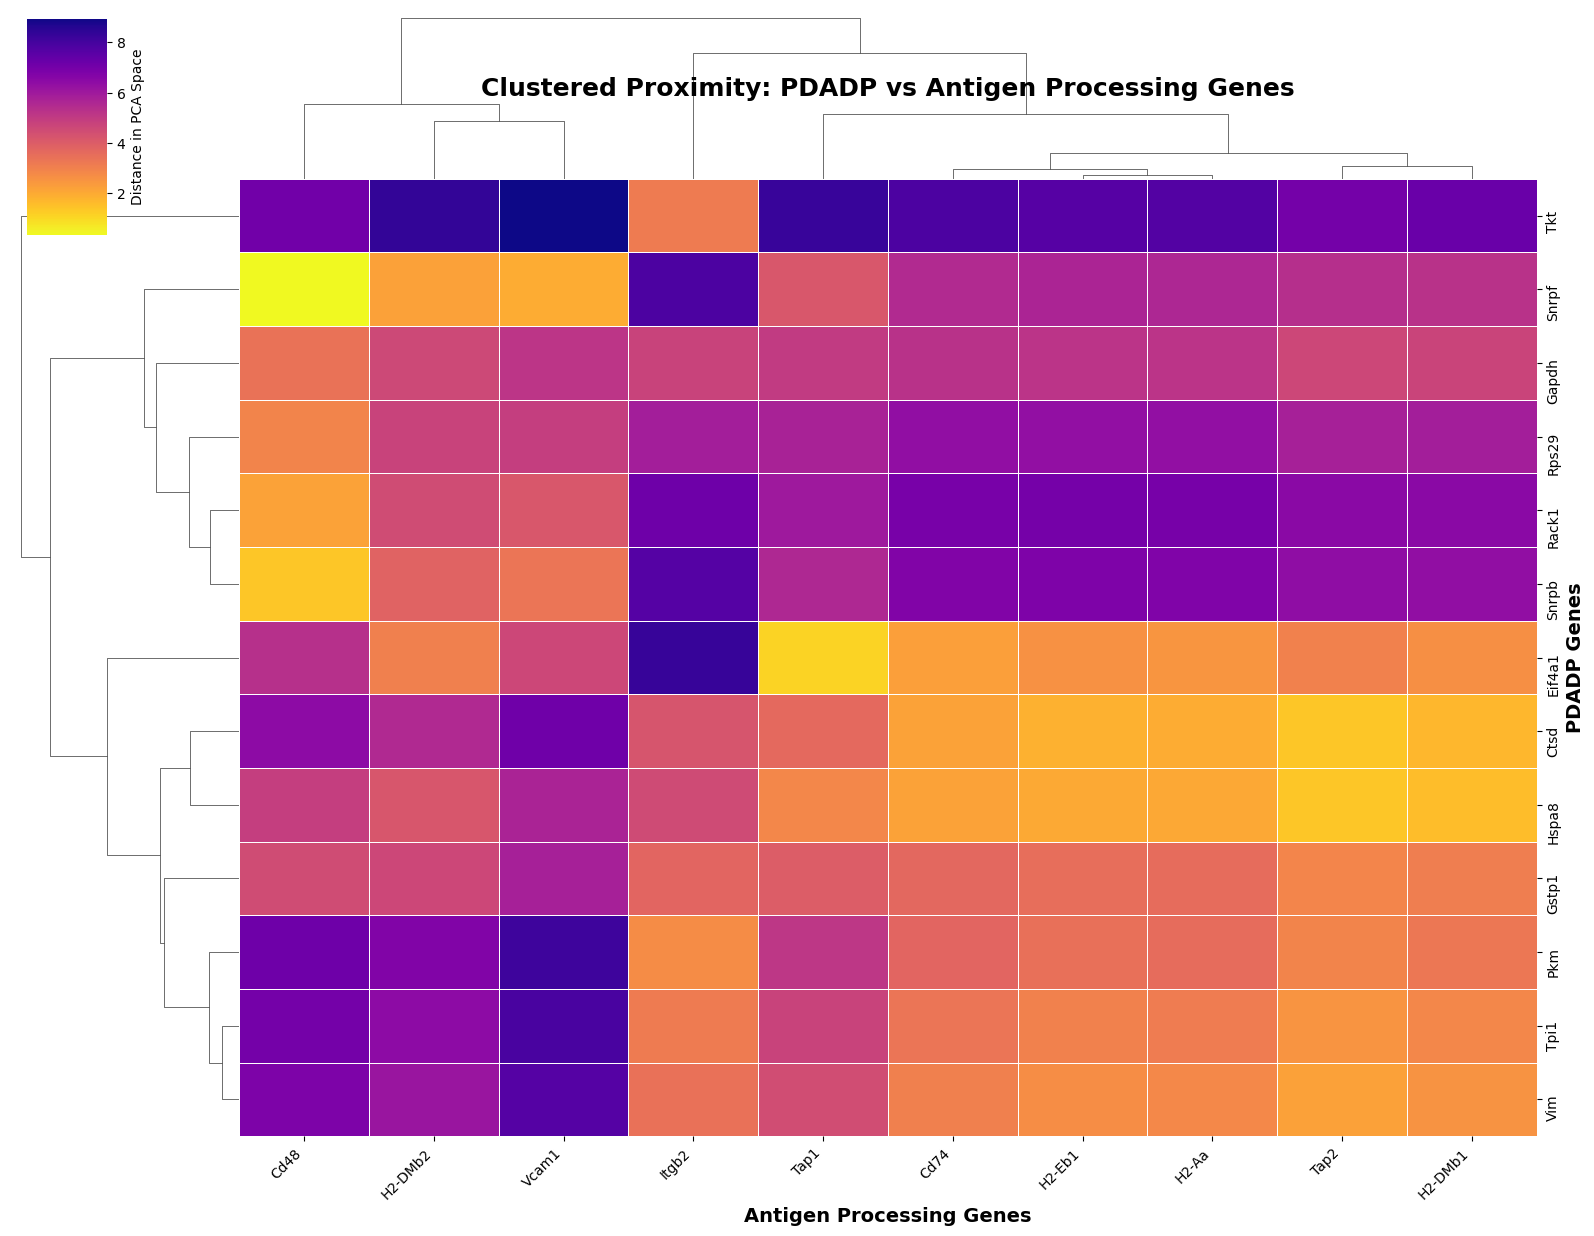 8
6
4
2
Distance in PCA Space
Clustered Proximity: PDADP vs Antigen Processing Genes
Tkt
Snrpf
Gapdh
Rps29
Rack1
Snrpb
Eif4a1
Ctsd
Hspa8
Gstp1
Pkm
Tpi1
Vim
PDADP Genes
Cd48
H2-DMb2
Vcam1
Itgb2
Tap1
Cd74
H2-Eb1
H2-Aa
Tap2
H2-DMb1
Antigen Processing Genes